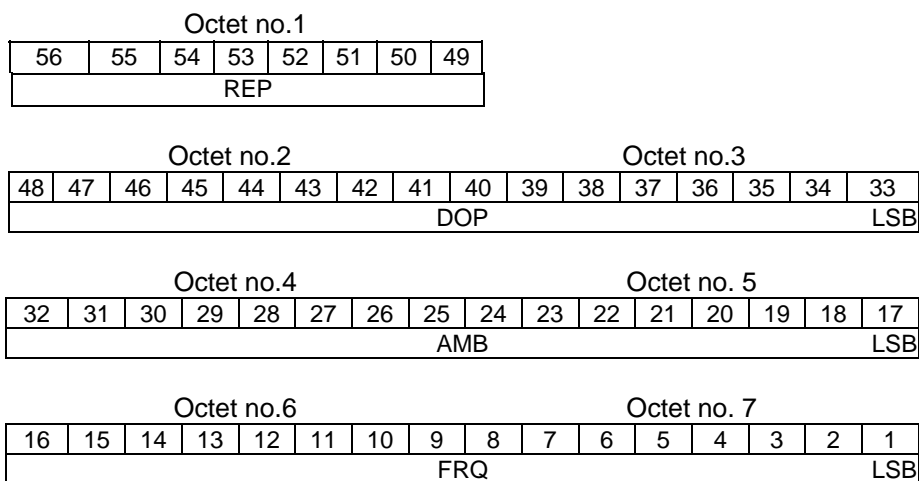 Octet no.1
56 55 54 53 52 51 50 49
REP
Octet no.2 Octet no.3
48 47 46 45 44 43 42 41 40 39 38 37 36 35 34 33
DOP LSB
Octet no.4 Octet no. 5
32 31 30 29 28 27 26 25 24 23 22 21 20 19 18 17
AMB LSB
Octet no.6 Octet no. 7
16 15 14 13 12 11 10 9 8 7 6 5 4 3 2 1
FRQ LSB